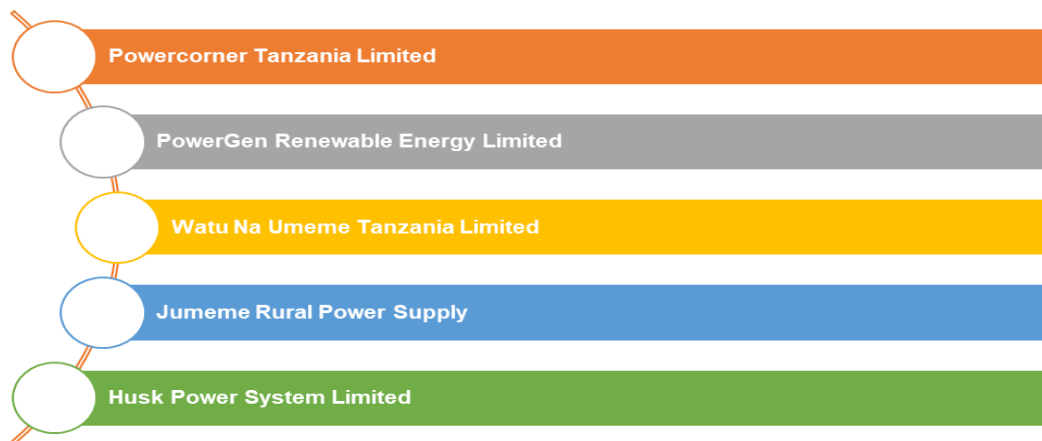 Powercorner Tanzania Limited
PowerGen Renewable Energy Limited
Watu Na Umeme Tanzania Limited
Jumeme Rural Power Supply
Husk Power System Limited